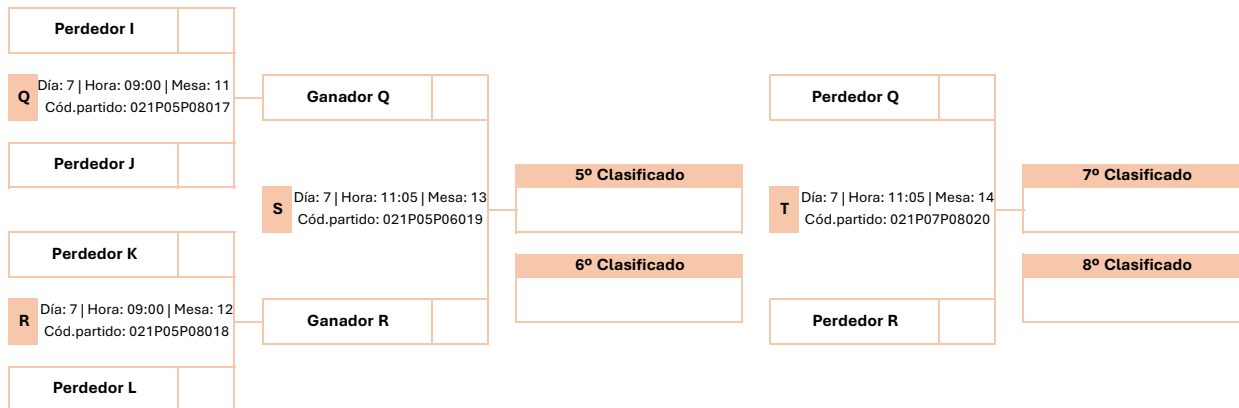 Perdedor I
Q
Día: 7 | Hora: 09:00 | Mesa: 11
Cód.partido: 021P05P08017
Perdedor J
Perdedor K
R
Día: 7 | Hora: 09:00 | Mesa: 12
Cód.partido: 021P05P08018
Perdedor L
Ganador Q
S
Día: 7 | Hora: 11:05 | Mesa: 13
Cód.partido: 021P05P06019
Ganador R
5º Clasificado
6º Clasificado
Perdedor Q
T
Día: 7 | Hora: 11:05 | Mesa: 14
Cód.partido: 021P07P08020
Perdedor R
7º Clasificado
8º Clasificado